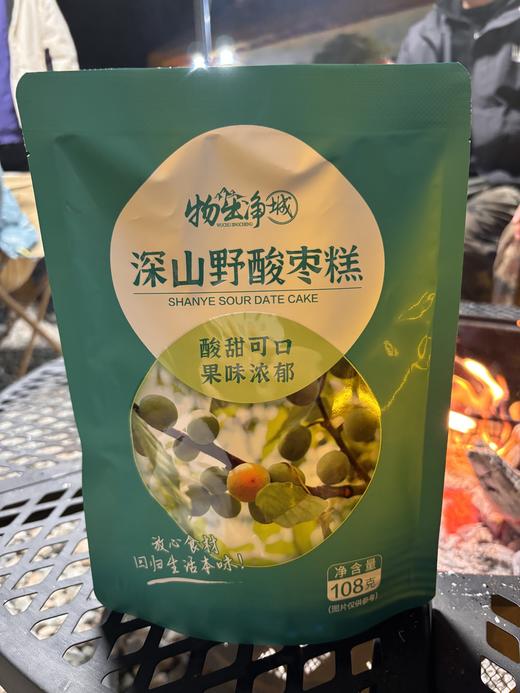 物生净城
WUSHENGJINGCHENG
深山野酸枣糕
SHANYE SOUR DATE CAKE
酸甜可口
果味浓郁
放心食材
回归生活本味!
净含量
108克
(图片仅供参考)